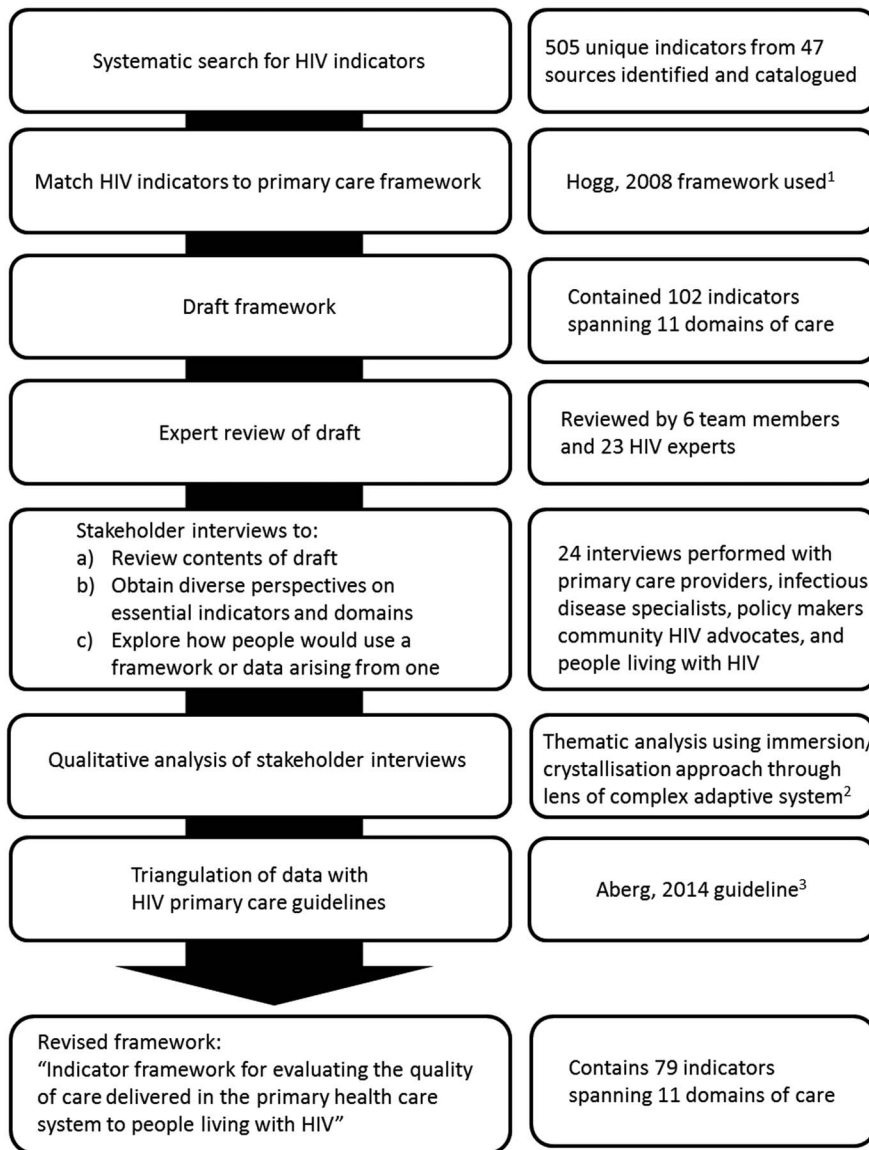 Systematic search for HIV indicators
505 unique indicators from 47
sources identified and catalogued
Match HIV indicators to primary care framework
Hogg, 2008 framework used¹
Draft framework
Contained 102 indicators
spanning 11 domains of care
Expert review of draft
Reviewed by 6 team members
and 23 HIV experts
Stakeholder interviews to:
a) Review contents of draft
b) Obtain diverse perspectives on
essential indicators and domains
c) Explore how people would use a
framework or data arising from one
24 interviews performed with
primary care providers, infectious
disease specialists, policy makers
community HIV advocates, and
people living with HIV
Qualitative analysis of stakeholder interviews
Thematic analysis using immersion/
crystallisation approach through
lens of complex adaptive system²
Triangulation of data with
HIV primary care guidelines
Aberg, 2014 guideline³
Revised framework:
“Indicator framework for evaluating the quality
of care delivered in the primary health care
system to people living with HIV”
Contains 79 indicators
spanning 11 domains of care